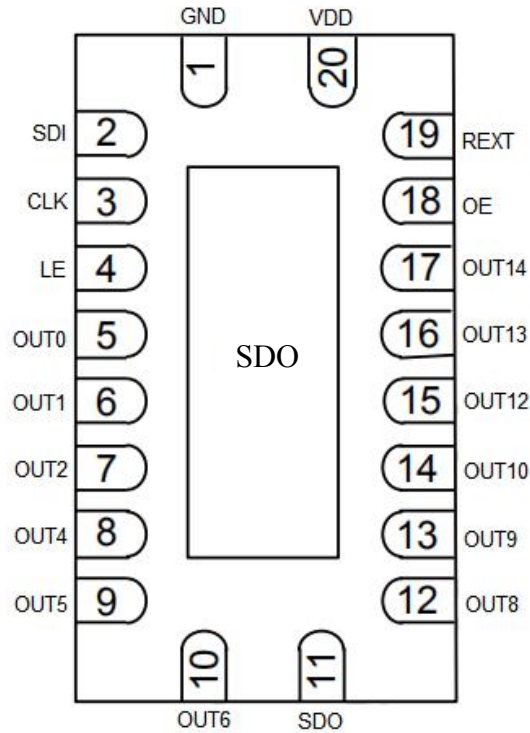 GND VDD
1 20
SDI 2 19 REXT
CLK 3 18 OE
LE 4 17 OUT14
OUT0 5 16 OUT13
SDO
OUT1 6 15 OUT12
OUT2 7 14 OUT10
OUT4 8 13 OUT9
OUT5 9 12 OUT8
10 11
OUT6 SDO